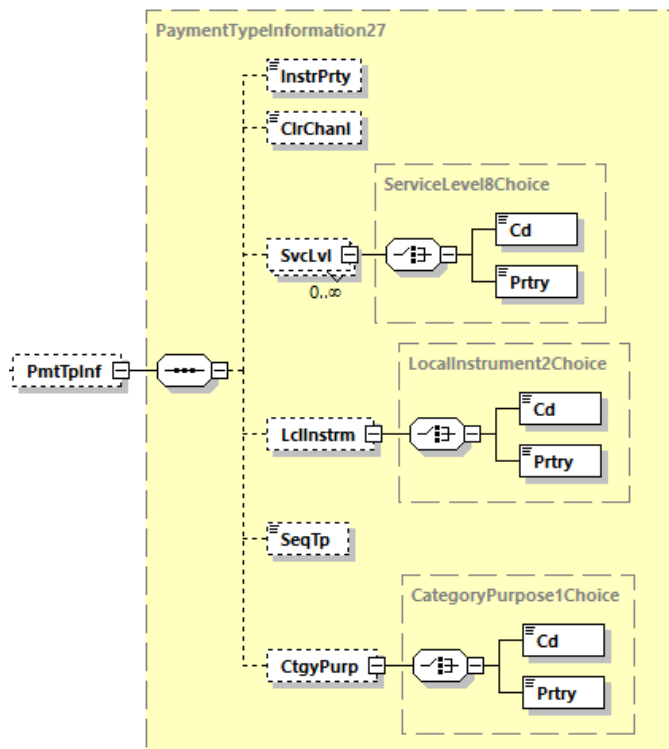 PaymentTypeInformation27
InstrPrty
ClrChanl
ServiceLevel8Choice
Cd
SvcLvl
Prtry
0..∞
PmtTpInf
LocalInstrument2Choice
Cd
LclInstrm
Prtry
SeqTp
CategoryPurpose1Choice
Cd
CtgyPurp
Prtry